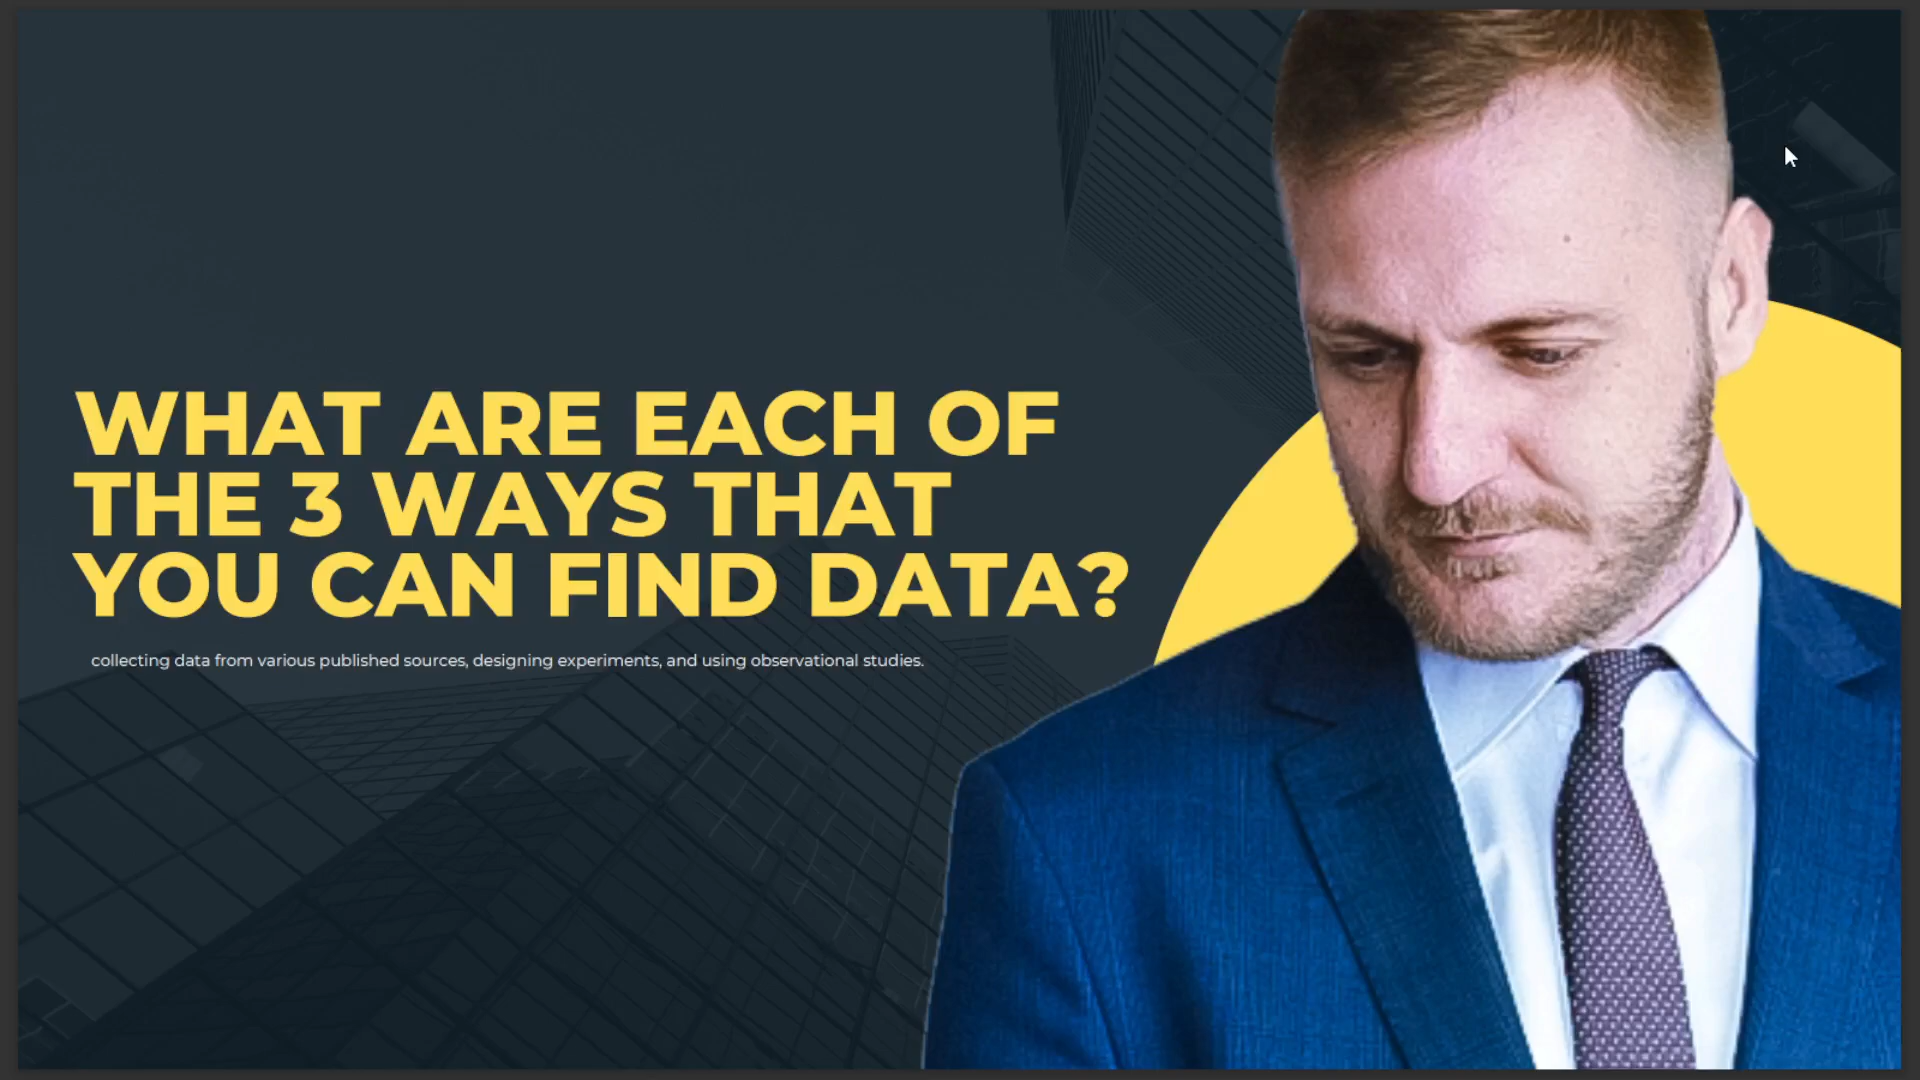 WHAT ARE EACH OF
THE 3 WAYS THAT
YOU CAN FIND DATA?
collecting data from various published sources, designing experiments, and using observational studies.